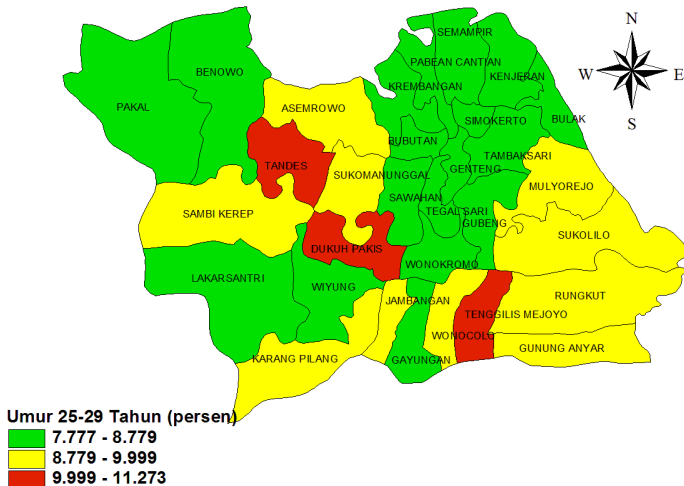 N
SEMAMPIR
PABEAN CANTIAN
BENOWO
KENJERAN
W
E
KREMBANGAN
PAKAL
ASEMROWO
S
SIMOKERTO
BULAK
BUBUTAN
TAMBAKSARI
TANDES
SUKOMANUNGGAL
GENTENG
MULYOREJO
SAWAHAN
SAMBI KEREP
TEGAL SARI
GUBENG
SUKOLILO
DUKUH PAKIS
WONOKROMO
LAKARSANTRI
WIYUNG
JAMBANGAN
RUNGKUT
TENGGILIS MEJOYO
WONOCOLO
KARANG PILANG
GAYUNGAN
GUNUNG ANYAR
Umur 25-29 Tahun (persen)
7.777 - 8.779
8.779 - 9.999
9.999 - 11.273